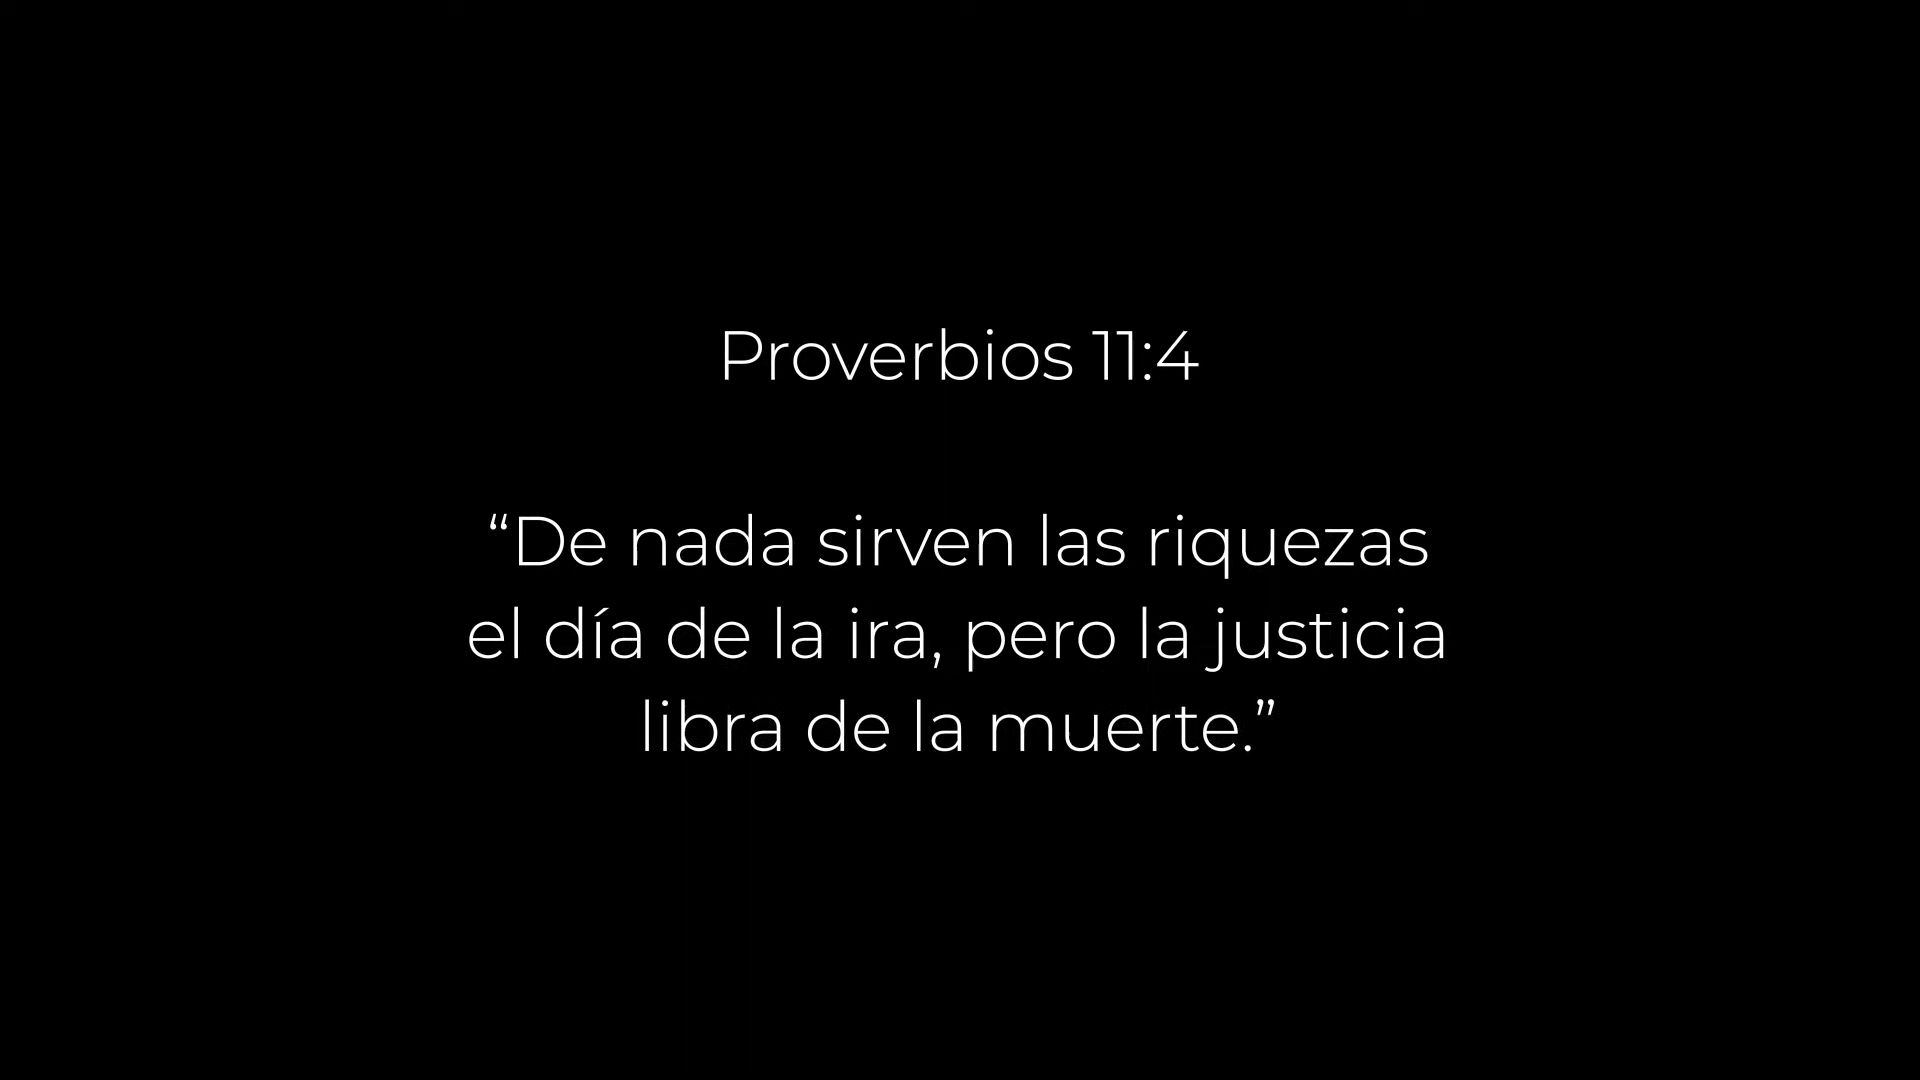 Proverbios 11:4
“De nada sirven las riquezas
el día de la ira, pero la justicia
libra de la muerte.”